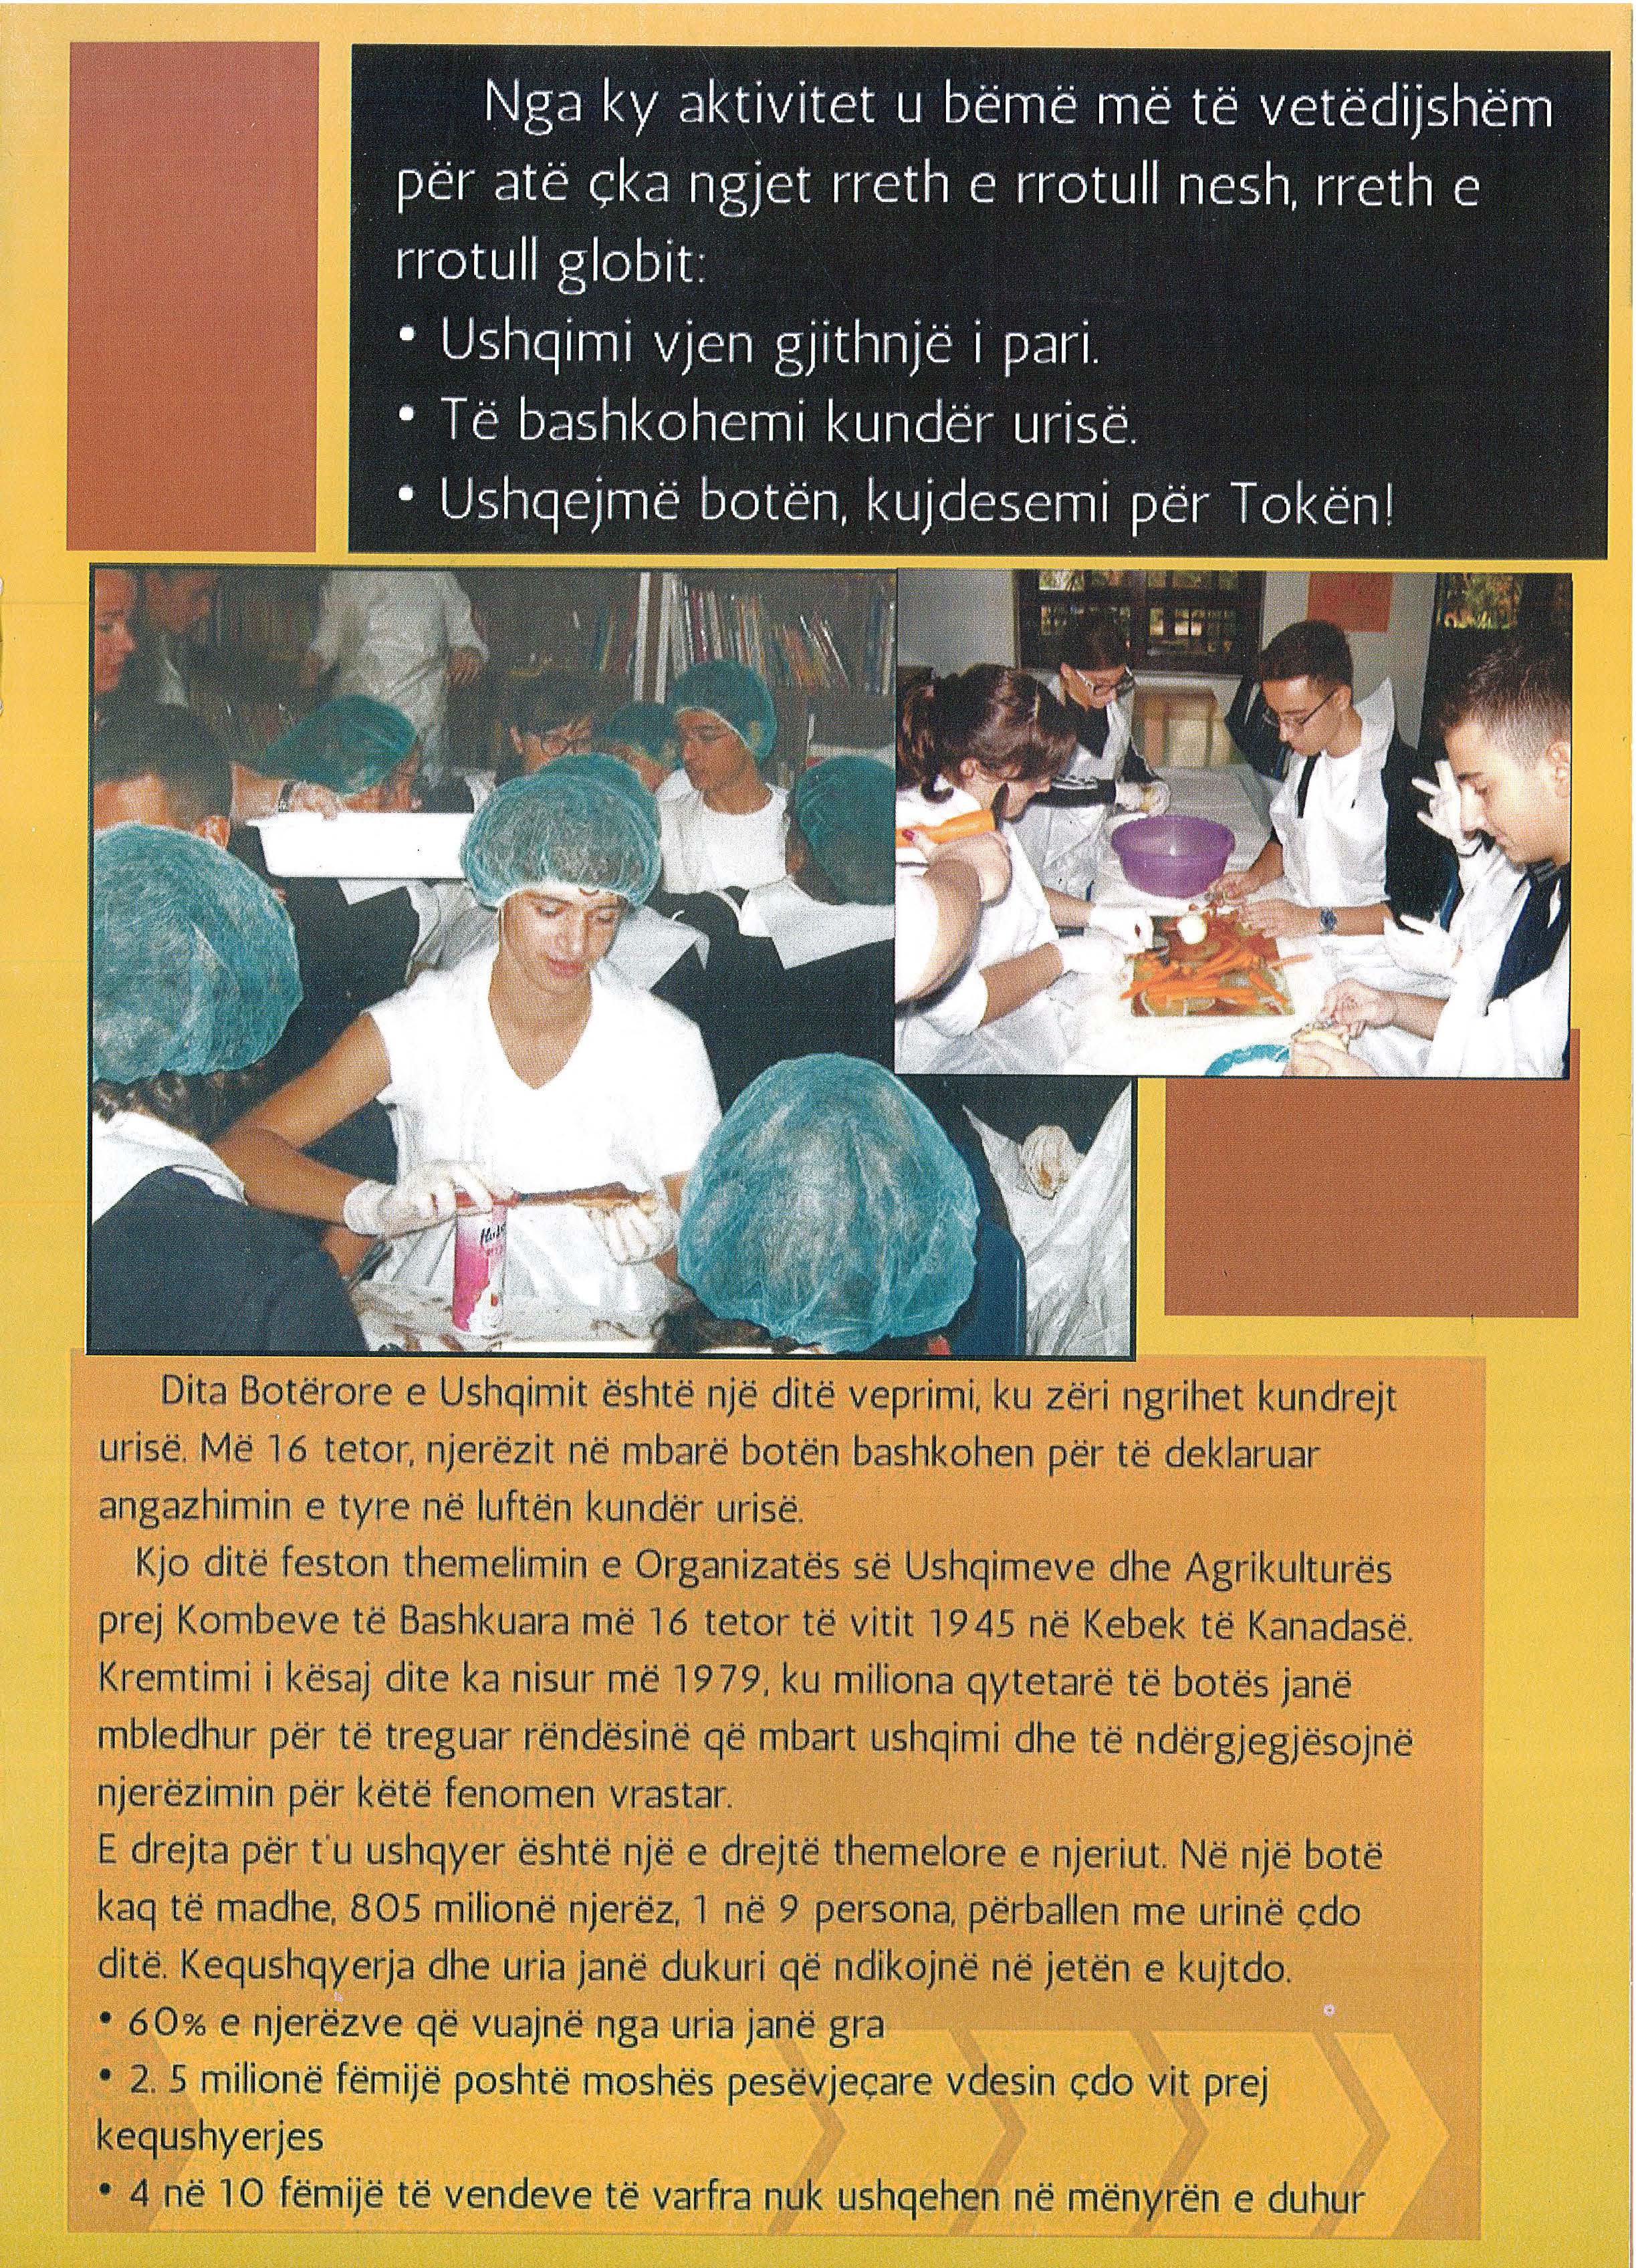 Nga ky aktivitet u bëmë më të vetëdijshëm
për atë çka ngjet rreth e rrotull nesh, rreth e
rrotull globit:
• Ushqimi vjen gjithnjë i pari.
• Të bashkohemi kundër urisë.
• Ushqejmë botën, kujdesemi për Tokën!
Dita Botërore e Ushqimit është një ditë veprimi, ku zëri ngrihet kundrejt
urisë. Më 16 tetor, njerëzit në mbarë botën bashkohen për të deklaruar
angazhimin e tyre në luftën kundër urisë.
Kjo ditë feston themelimin e Organizatës së Ushqimeve dhe Agrikulturës
prej Kombeve të Bashkuara më 16 tetor të vitit 1945 në Kebek të Kanadasë.
Kremtimi i kësaj dite ka nisur më 1979, ku miliona qytetarë të botës janë
mbledhur për të treguar rëndësinë që mbart ushqimi dhe të ndërgjegjësojnë
njerëzimin për këtë fenomen vrastar.
E drejta për t'u ushqyer është një e drejtë themelore e njeriut. Në një botë
kaq të madhe, 805 milionë njerëz, 1 në 9 persona, përballen me urinë çdo
ditë. Kequshqyerja dhe uria janë dukuri që ndikojnë në jetën e kujtdo.
• 60% e njerëzve që vuajnë nga uria janë gra
• 2. 5 milionë fëmijë poshtë moshës pesëvjeçare vdesin çdo vit prej
kequshyerjes
• 4 në 10 fëmijë të vendeve të varfra nuk ushqehen në mënyrën e duhur